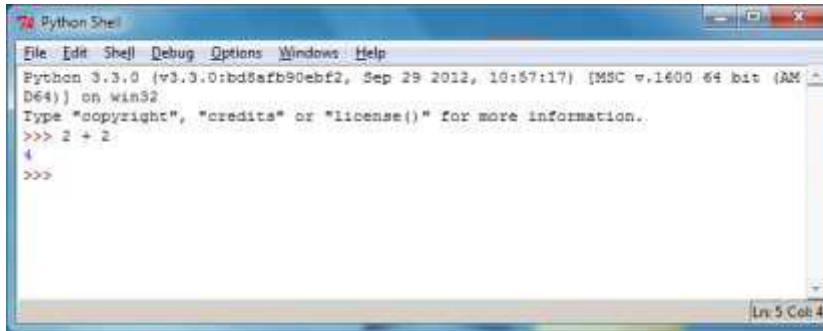 Python Shell
File Edit Shell Debug Options Windows Help
Python 3.3.0 (v3.3.0:bd8afb90ebf2, Sep 29 2012, 10:57:17) [MSC v.1600 64 bit (AM
D64)] on win32
Type "copyright", "credits" or "license()" for more information.
>>> 2 + 2
4
>>>
Ln: 5 Col: 4